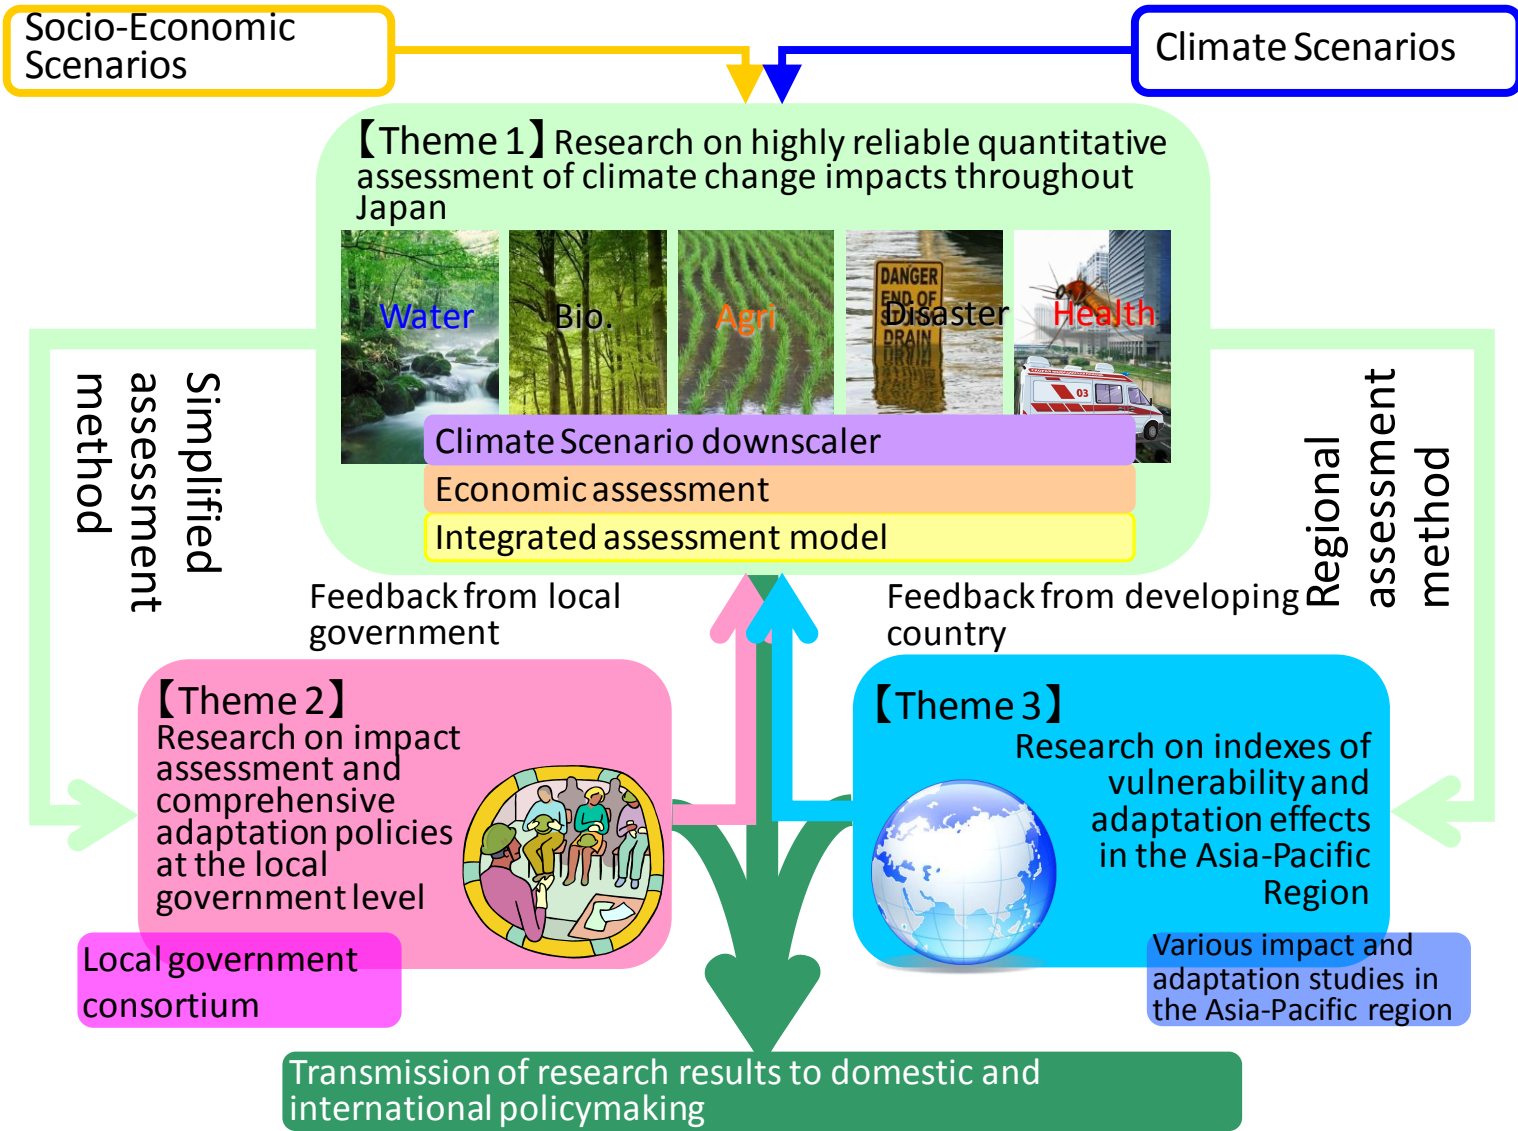 Socio-Economic
Scenarios
Climate Scenarios
【Theme 1】Research on highly reliable quantitative
assessment of climate change impacts throughout
Japan
Water
Bio.
Agri
Disaster
Health
DANGER
END OF
STORM
DRAIN
03
Climate Scenario downscaler
Economic assessment
Integrated assessment model
Simplified
assessment
method
Regional
assessment
method
Feedback from local
government
Feedback from developing
country
【Theme 2】
Research on impact
assessment and
comprehensive
adaptation policies
at the local
government level
Local government
consortium
【Theme 3】
Research on indexes of
vulnerability and
adaptation effects
in the Asia-Pacific
Region
Various impact and
adaptation studies in
the Asia-Pacific region
Transmission of research results to domestic and
international policymaking